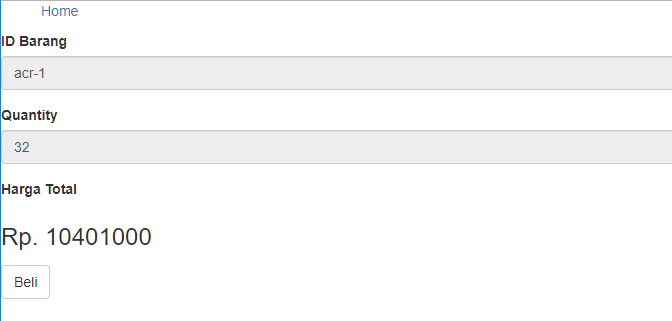 Home
ID Barang
acr-1
Quantity
32
Harga Total
Rp. 10401000
Beli